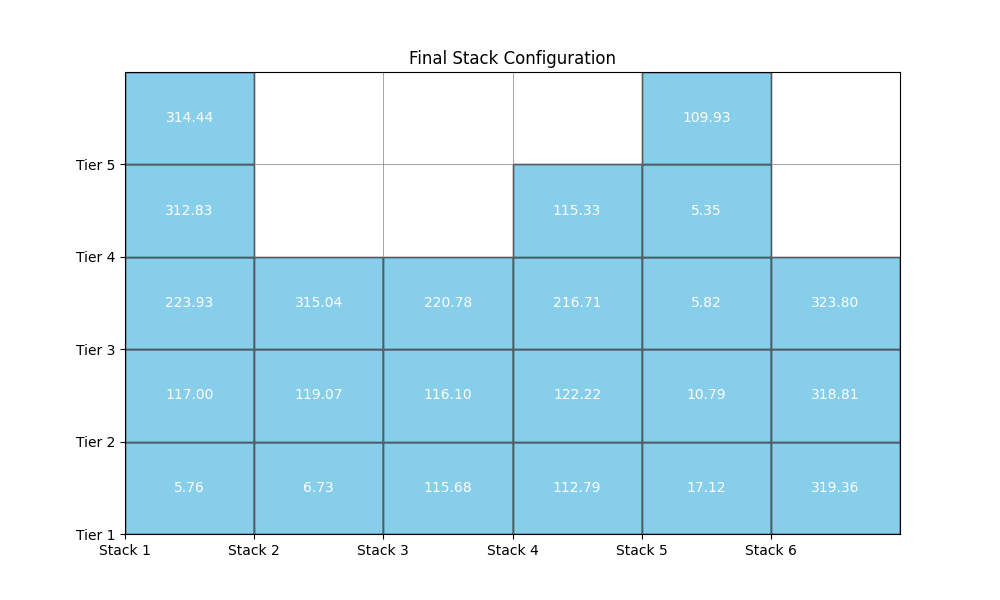 Final Stack Configuration
314.44 109.93
Tier 5
312.83 115.33 5.35
Tier 4
223.93 315.04 220.78 216.71 5.82 323.80
Tier 3
117.00 119.07 116.10 122.22 10.79 318.81
Tier 2
5.76 6.73 115.68 112.79 17.12 319.36
Tier 1
Stack 1 Stack 2 Stack 3 Stack 4 Stack 5 Stack 6